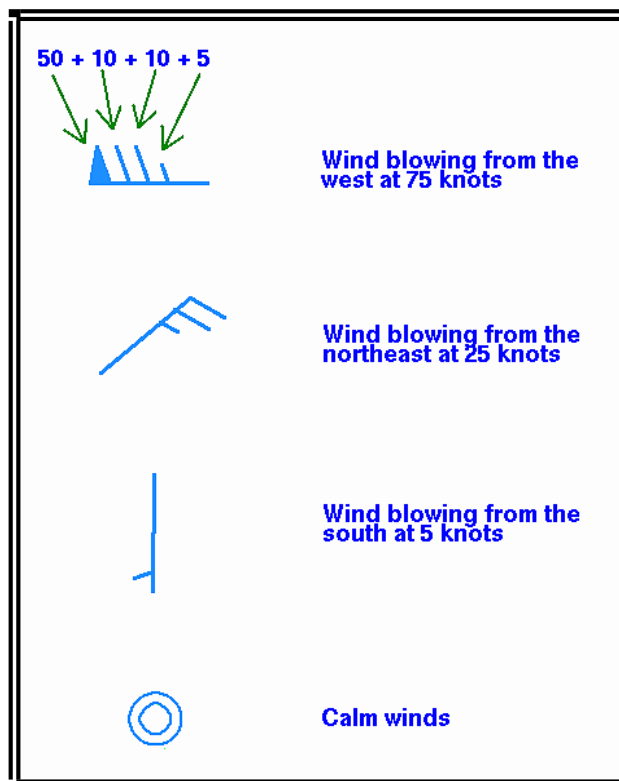 50 + 10 + 10 + 5
Wind blowing from the
west at 75 knots
Wind blowing from the
northeast at 25 knots
Wind blowing from the
south at 5 knots
Calm winds